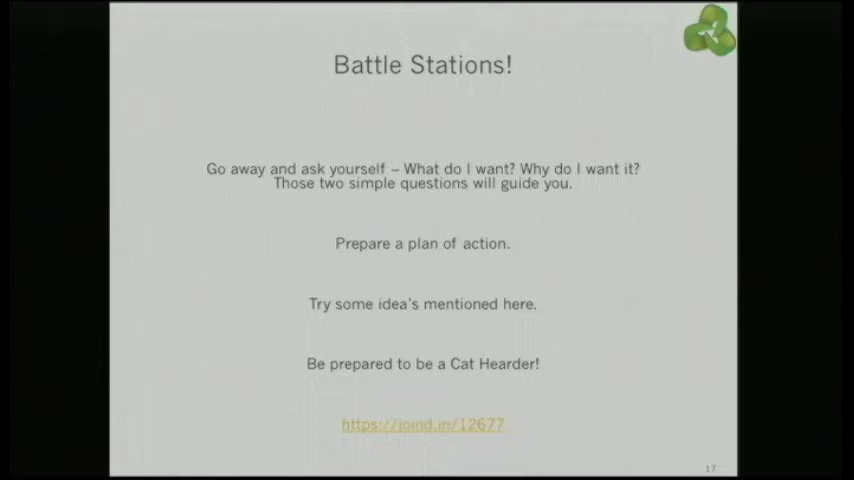 Battle Stations!
Go away and ask yourself – What do I want? Why do I want it?
Those two simple questions will guide you.
Prepare a plan of action.
Try some idea's mentioned here.
Be prepared to be a Cat Hearder!
https://joind.in/12677
17